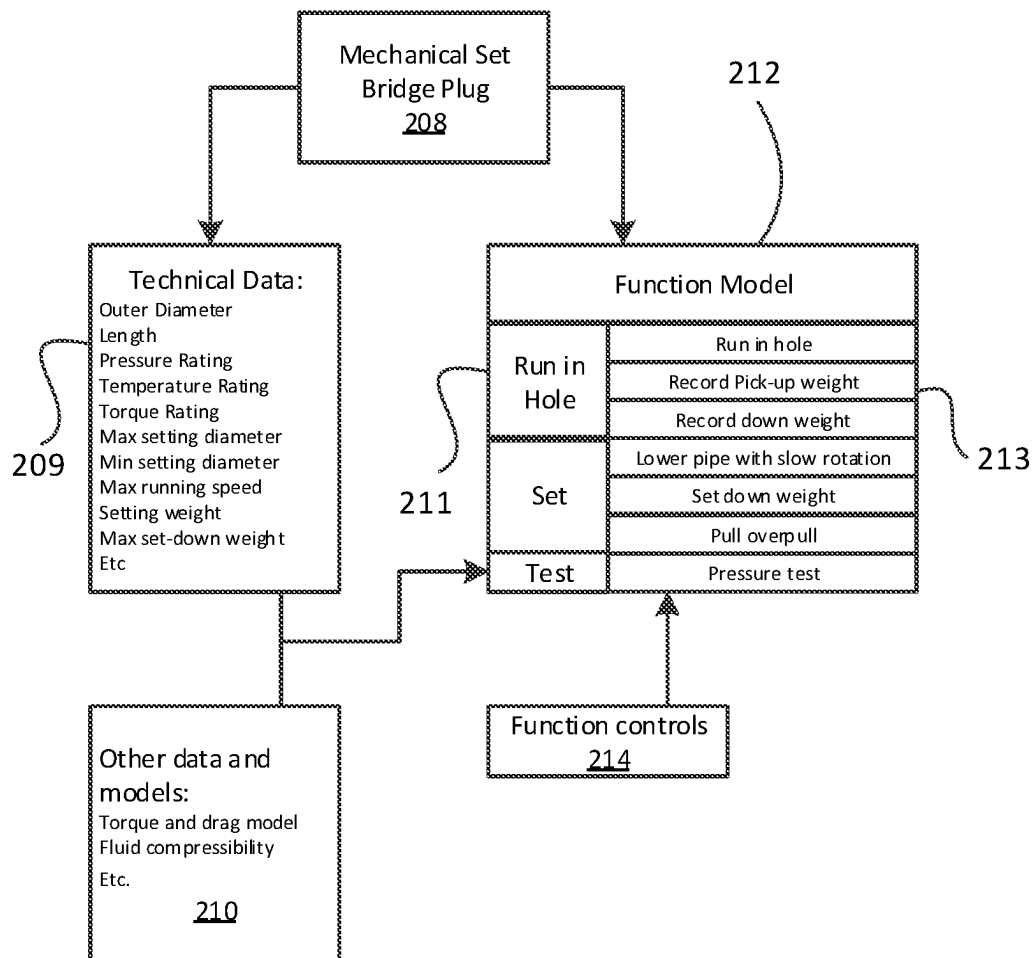 Mechanical Set
Bridge Plug
208
212
Technical Data:
Outer Diameter
Length
Pressure Rating
Temperature Rating
Torque Rating
Max setting diameter
Min setting diameter
Max running speed
Setting weight
Max set-down weight
Etc
209
Function Model
Run in
Hole
Run in hole
Record Pick-up weight
Record down weight
Set
Lower pipe with slow rotation
Set down weight
Pull overpull
Test
Pressure test
211
213
Other data and
models:
Torque and drag model
Fluid compressibility
Etc.
210
Function controls
214